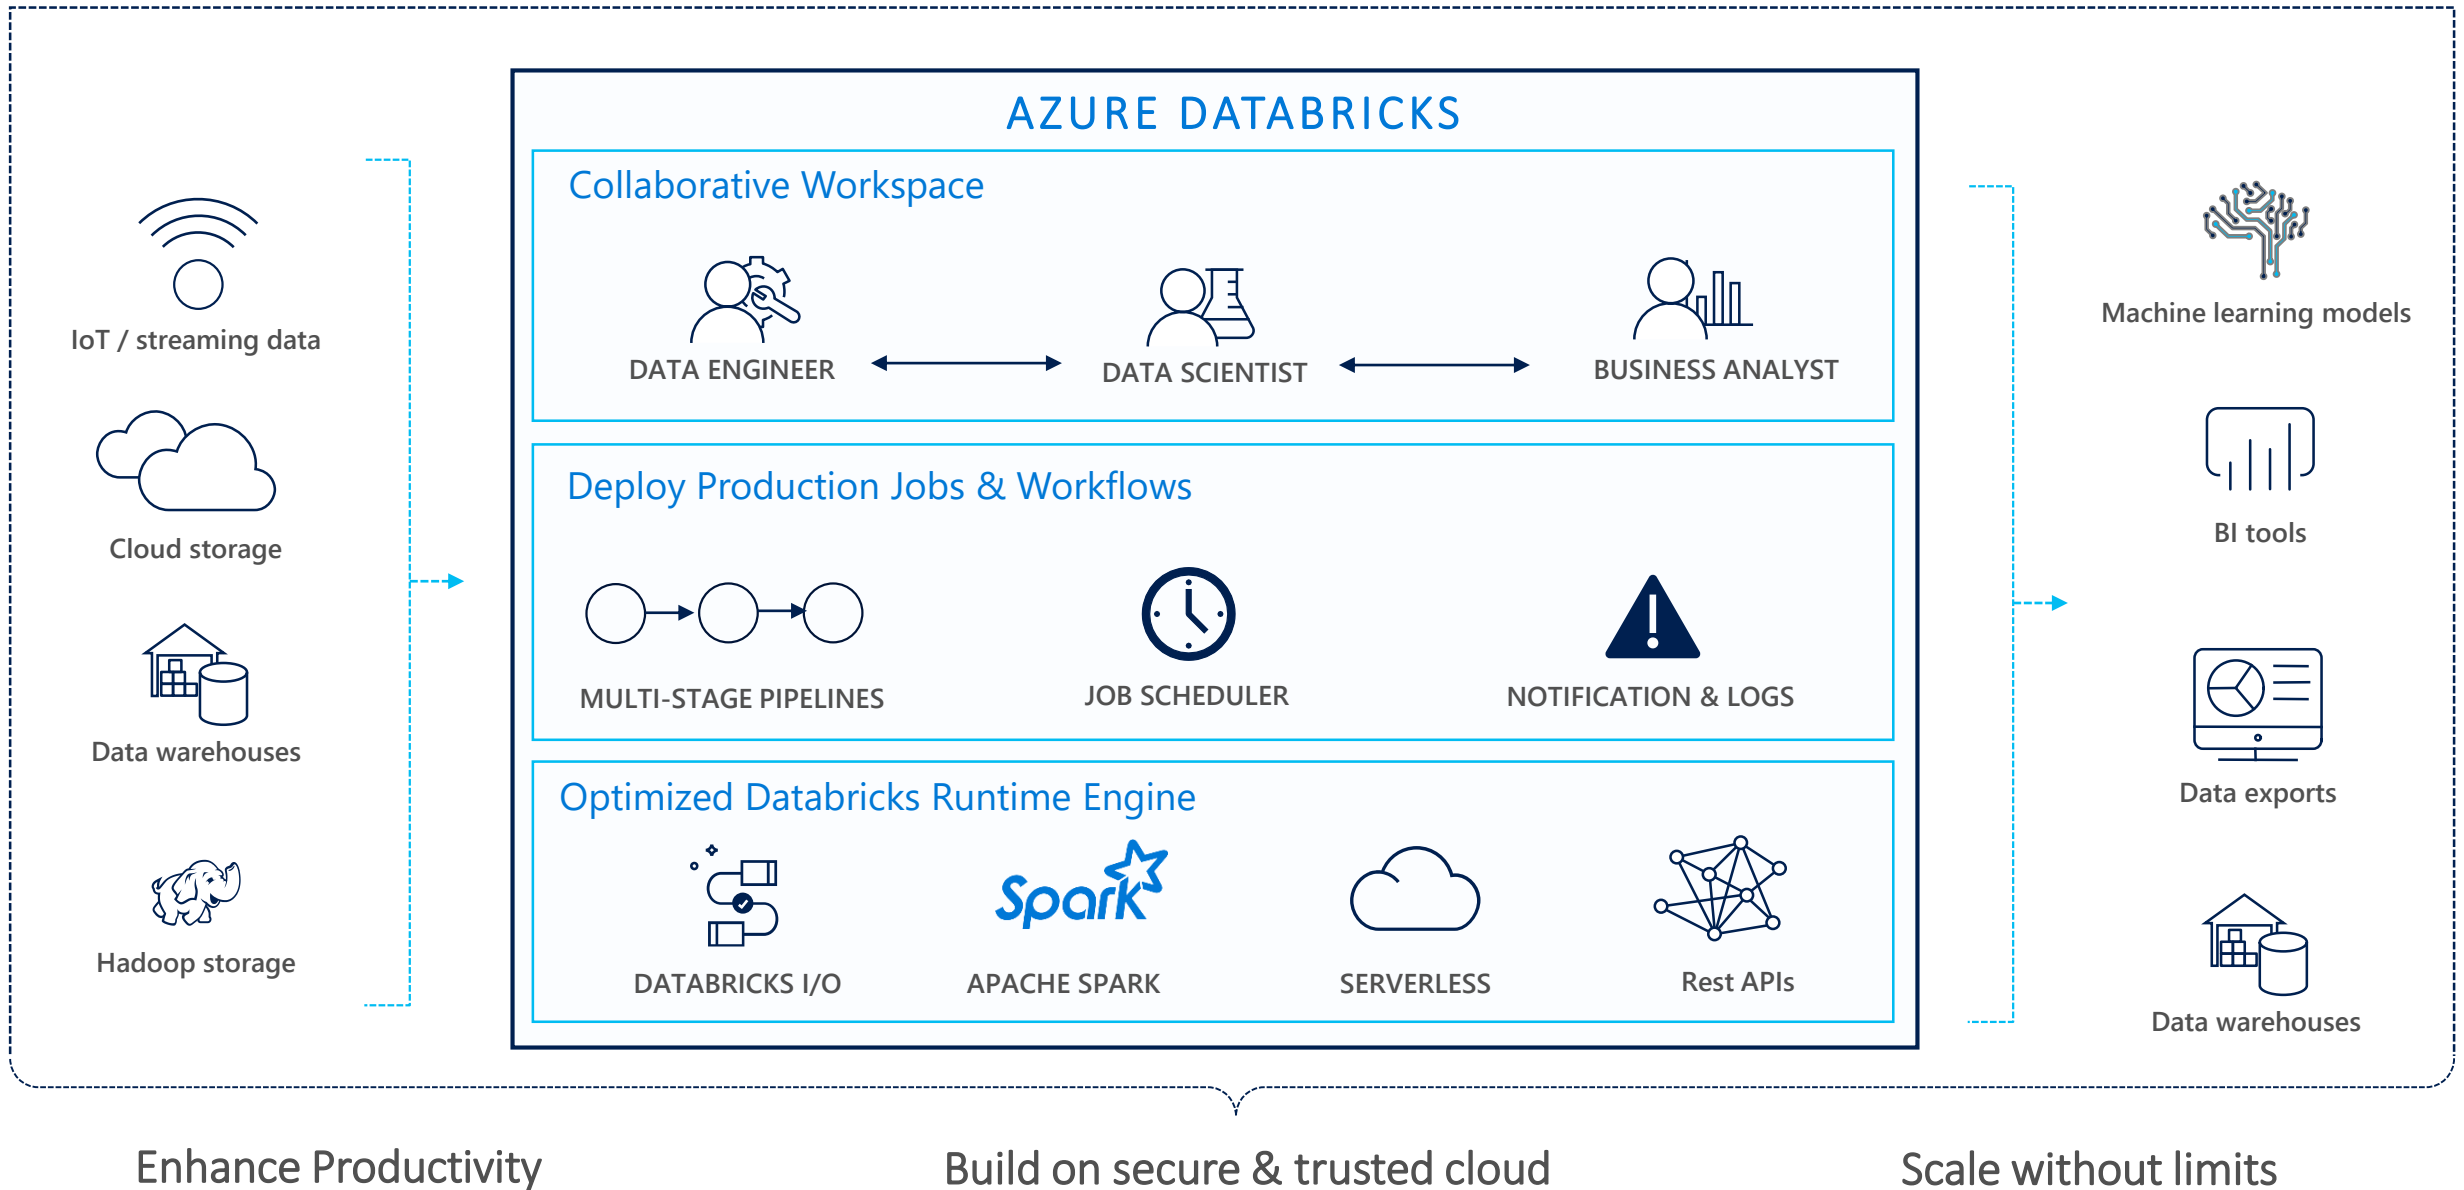 AZURE DATABRICKS
IoT / streaming data
Cloud storage
Data warehouses
Hadoop storage
Collaborative Workspace
DATA ENGINEER
DATA SCIENTIST
BUSINESS ANALYST
Deploy Production Jobs & Workflows
MULTI-STAGE PIPELINES
JOB SCHEDULER
NOTIFICATION & LOGS
Optimized Databricks Runtime Engine
Spark
DATABRICKS I/O
APACHE SPARK
SERVERLESS
Rest APIs
Machine learning models
BI tools
Data exports
Data warehouses
Enhance Productivity
Build on secure & trusted cloud
Scale without limits